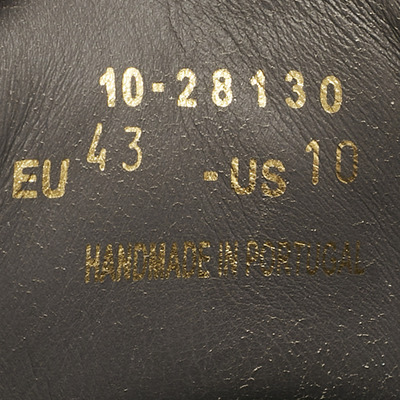 10-28130
EU 43 -US 10
HANDMADE IN PORTUGAL